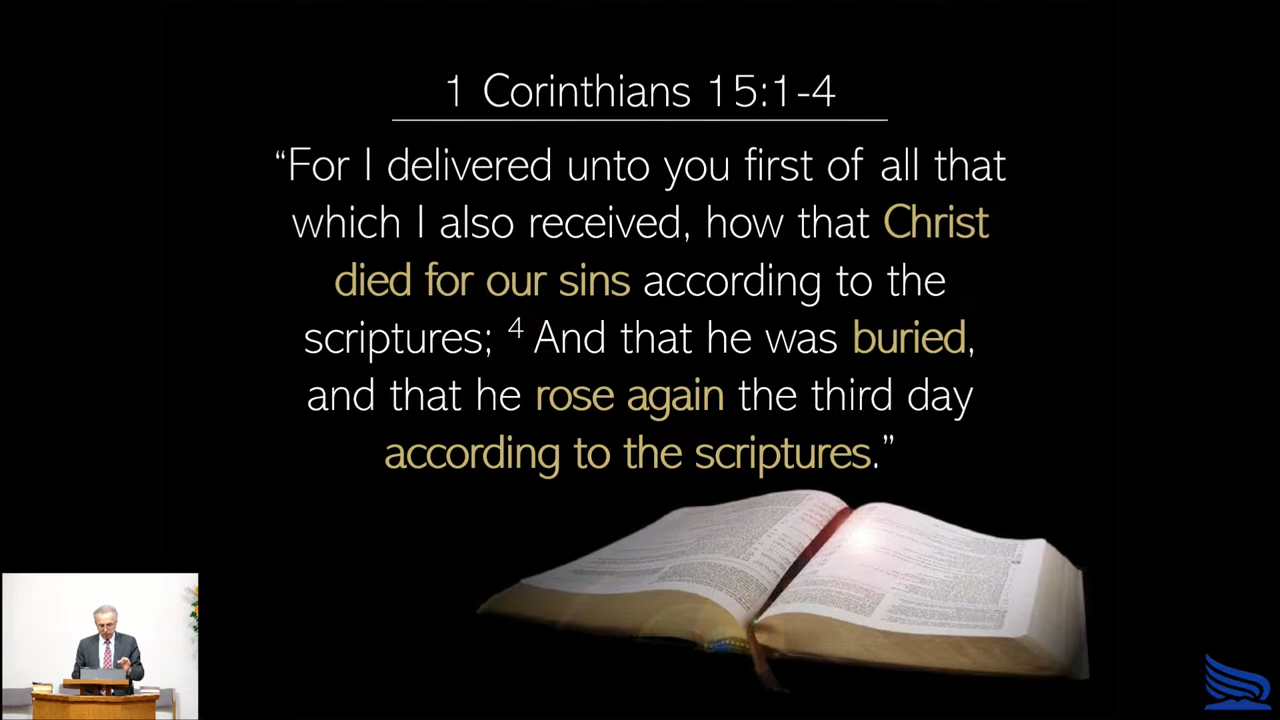 1 Corinthians 15:1-4
“For I delivered unto you first of all that
which I also received, how that Christ
died for our sins according to the
scriptures; ⁴ And that he was buried,
and that he rose again the third day
according to the scriptures.”